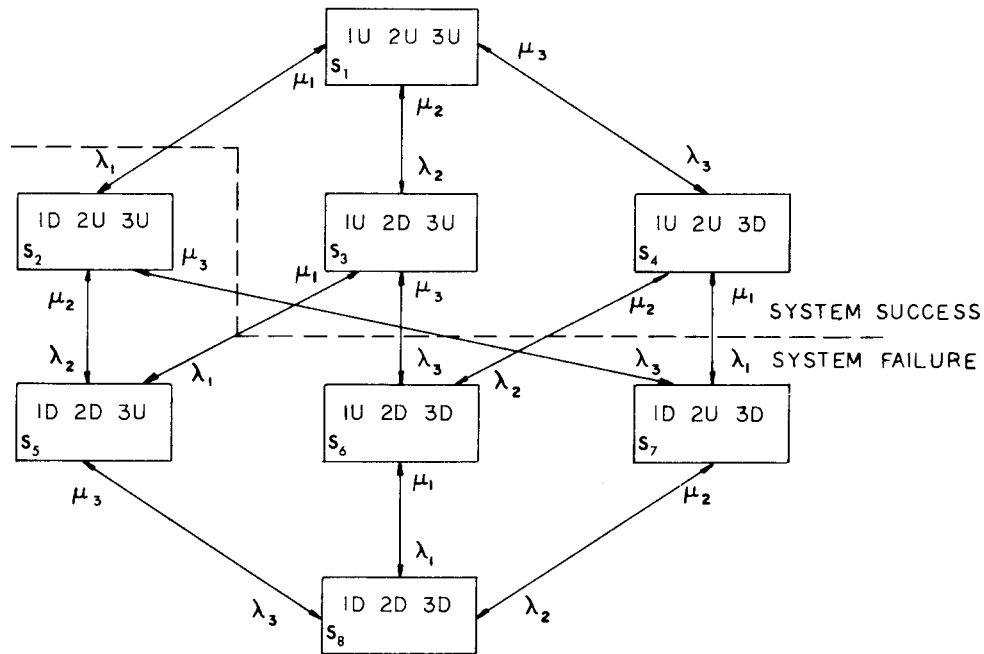 1U 2U 3U
S₁
μ₁
μ₂
μ₃
λ₁
λ₂
λ₃
1D 2U 3U
S₂
1U 2D 3U
S₃
1U 2U 3D
S₄
μ₃
μ₁
μ₃
μ₂
μ₁
μ₂
SYSTEM SUCCESS
SYSTEM FAILURE
λ₂
λ₁
λ₃
λ₂
λ₃
λ₁
1D 2D 3U
S₅
1U 2D 3D
S₆
1D 2U 3D
S₇
μ₃
μ₁
μ₂
λ₃
λ₁
λ₂
1D 2D 3D
S₈